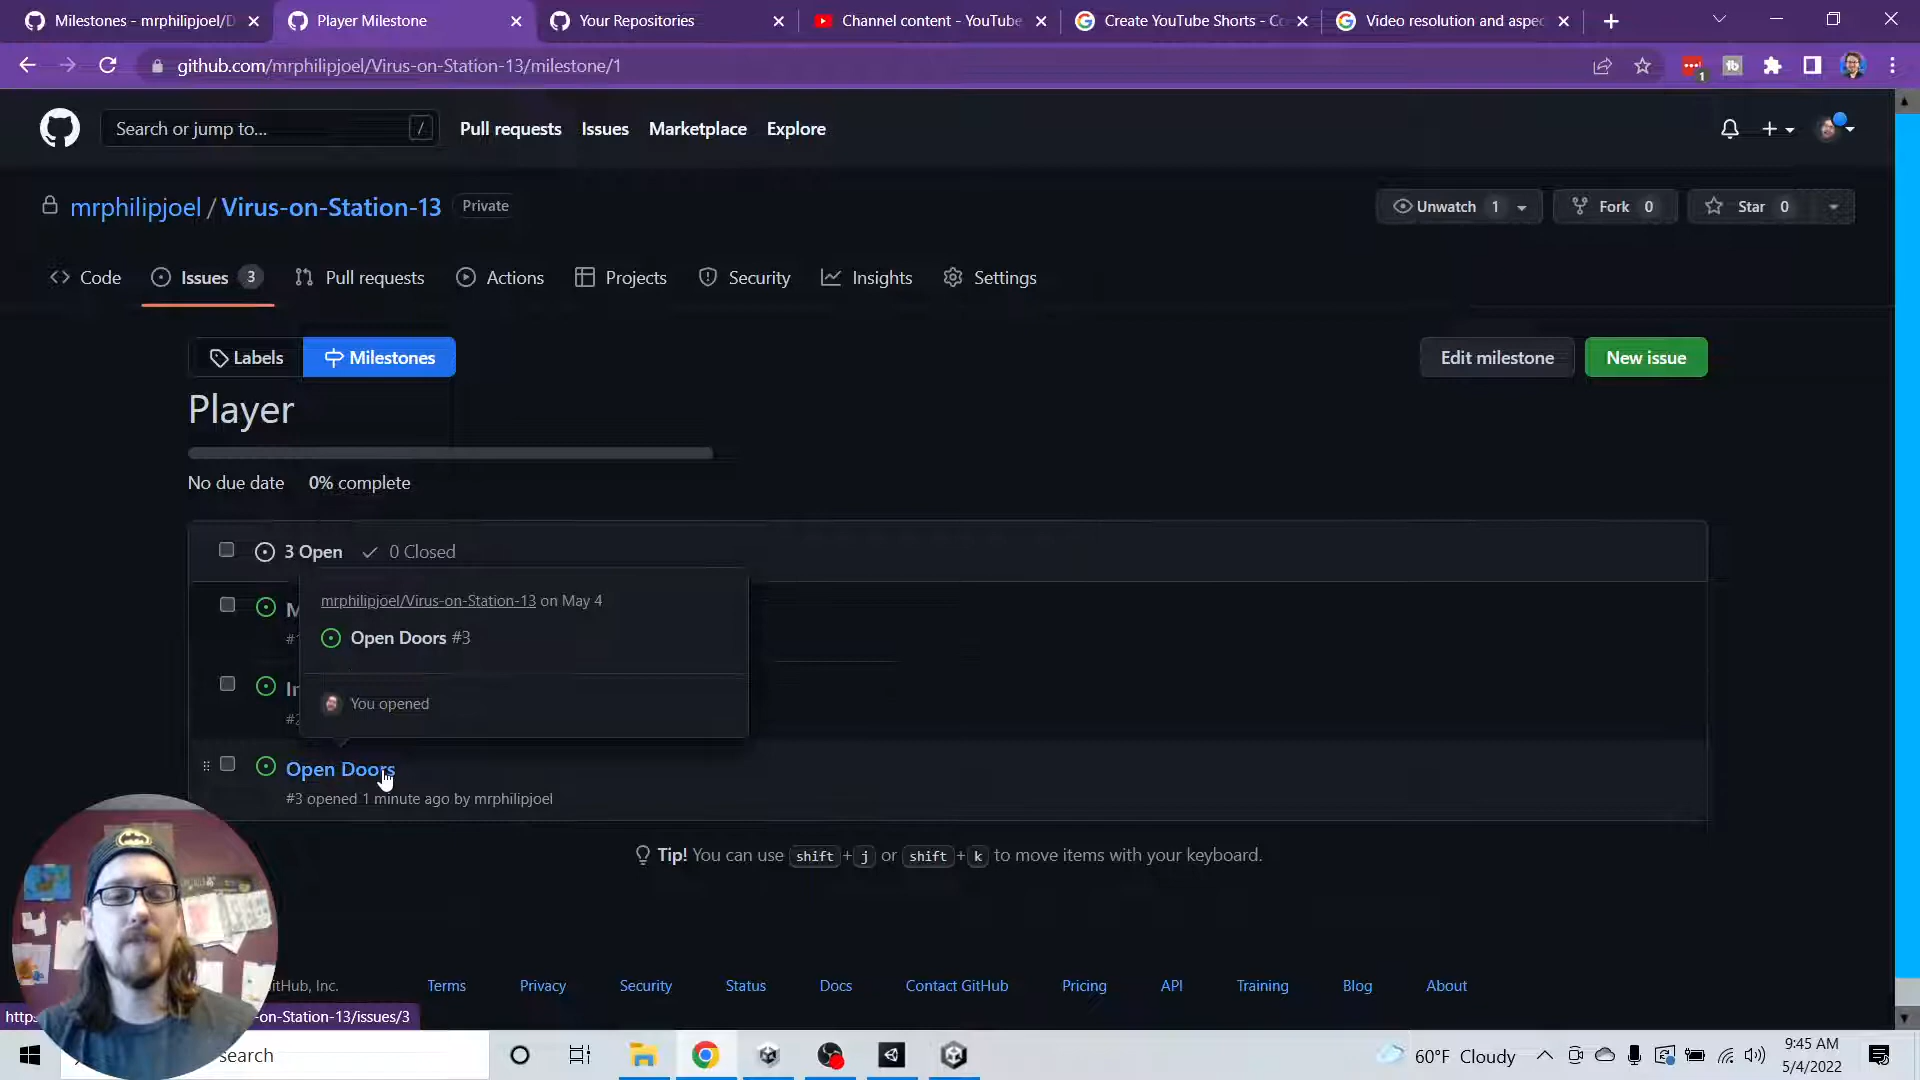 Milestones - mrphilipjoel/D
Player Milestone
Your Repositories
Channel content - YouTube
Create YouTube Shorts - Co
Video resolution and aspec
github.com/mrphilipjoel/Virus-on-Station-13/milestone/1
1
Search or jump to...
/
Pull requests
Issues
Marketplace
Explore
mrphilipjoel / Virus-on-Station-13
Private
Unwatch 1
Fork 0
Star 0
Code
Issues 3
Pull requests
Actions
Projects
Security
Insights
Settings
Labels
Milestones
Edit milestone
New issue
Player
No due date 0% complete
3 Open
0 Closed
mrphilipjoel/Virus-on-Station-13 on May 4
Open Doors #3
You opened
Open Doors
#3 opened 1 minute ago by mrphilipjoel
Tip! You can use shift + j or shift + k to move items with your keyboard.
Terms
Privacy
Security
Status
Docs
Contact GitHub
Pricing
API
Training
Blog
About
-on-Station-13/issues/3
search
60°F Cloudy
9:45 AM
5/4/2022